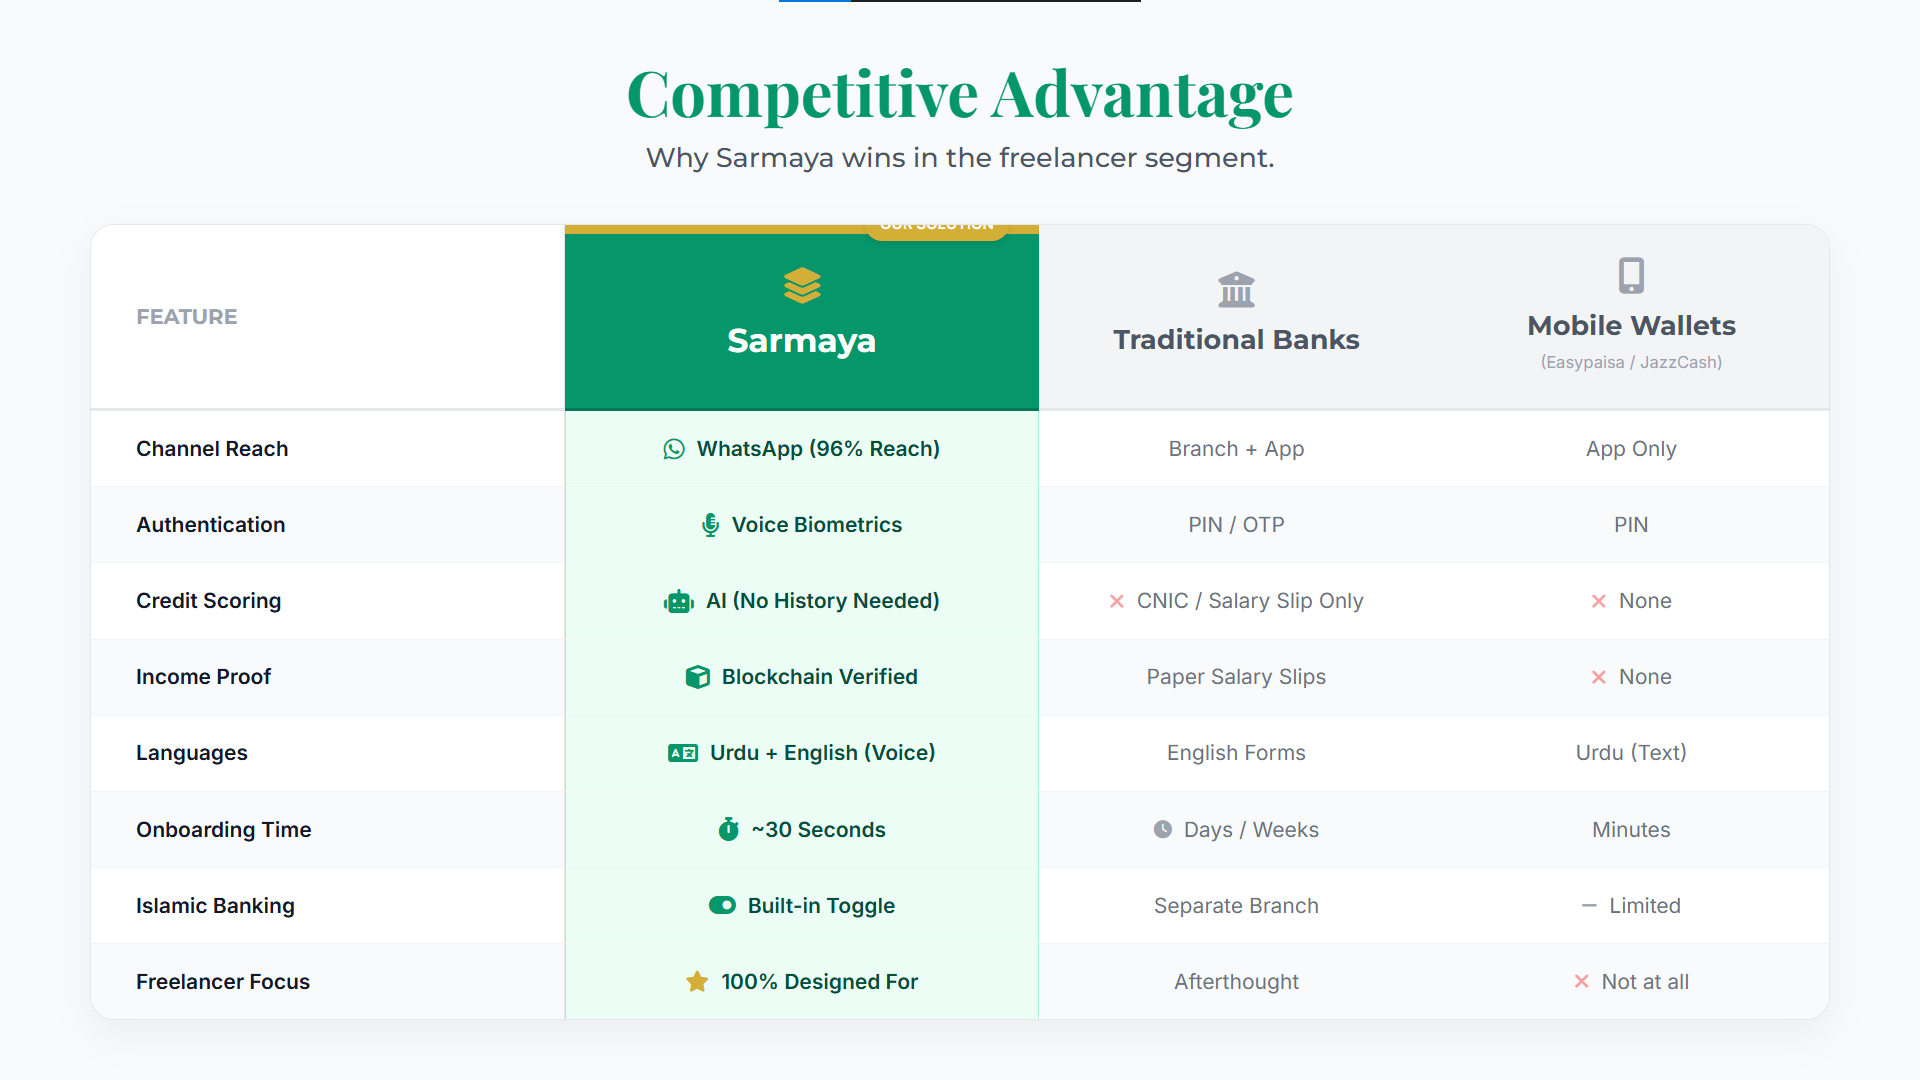 Competitive Advantage
Why Sarmaya wins in the freelancer segment.
OUR SOLUTION
FEATURE
Sarmaya
Traditional Banks
Mobile Wallets
(Easypaisa / JazzCash)
Channel Reach
WhatsApp (96% Reach)
Branch + App
App Only
Authentication
Voice Biometrics
PIN / OTP
PIN
Credit Scoring
AI (No History Needed)
CNIC / Salary Slip Only
None
Income Proof
Blockchain Verified
Paper Salary Slips
None
Languages
Urdu + English (Voice)
English Forms
Urdu (Text)
Onboarding Time
~30 Seconds
Days / Weeks
Minutes
Islamic Banking
Built-in Toggle
Separate Branch
Limited
Freelancer Focus
100% Designed For
Afterthought
Not at all